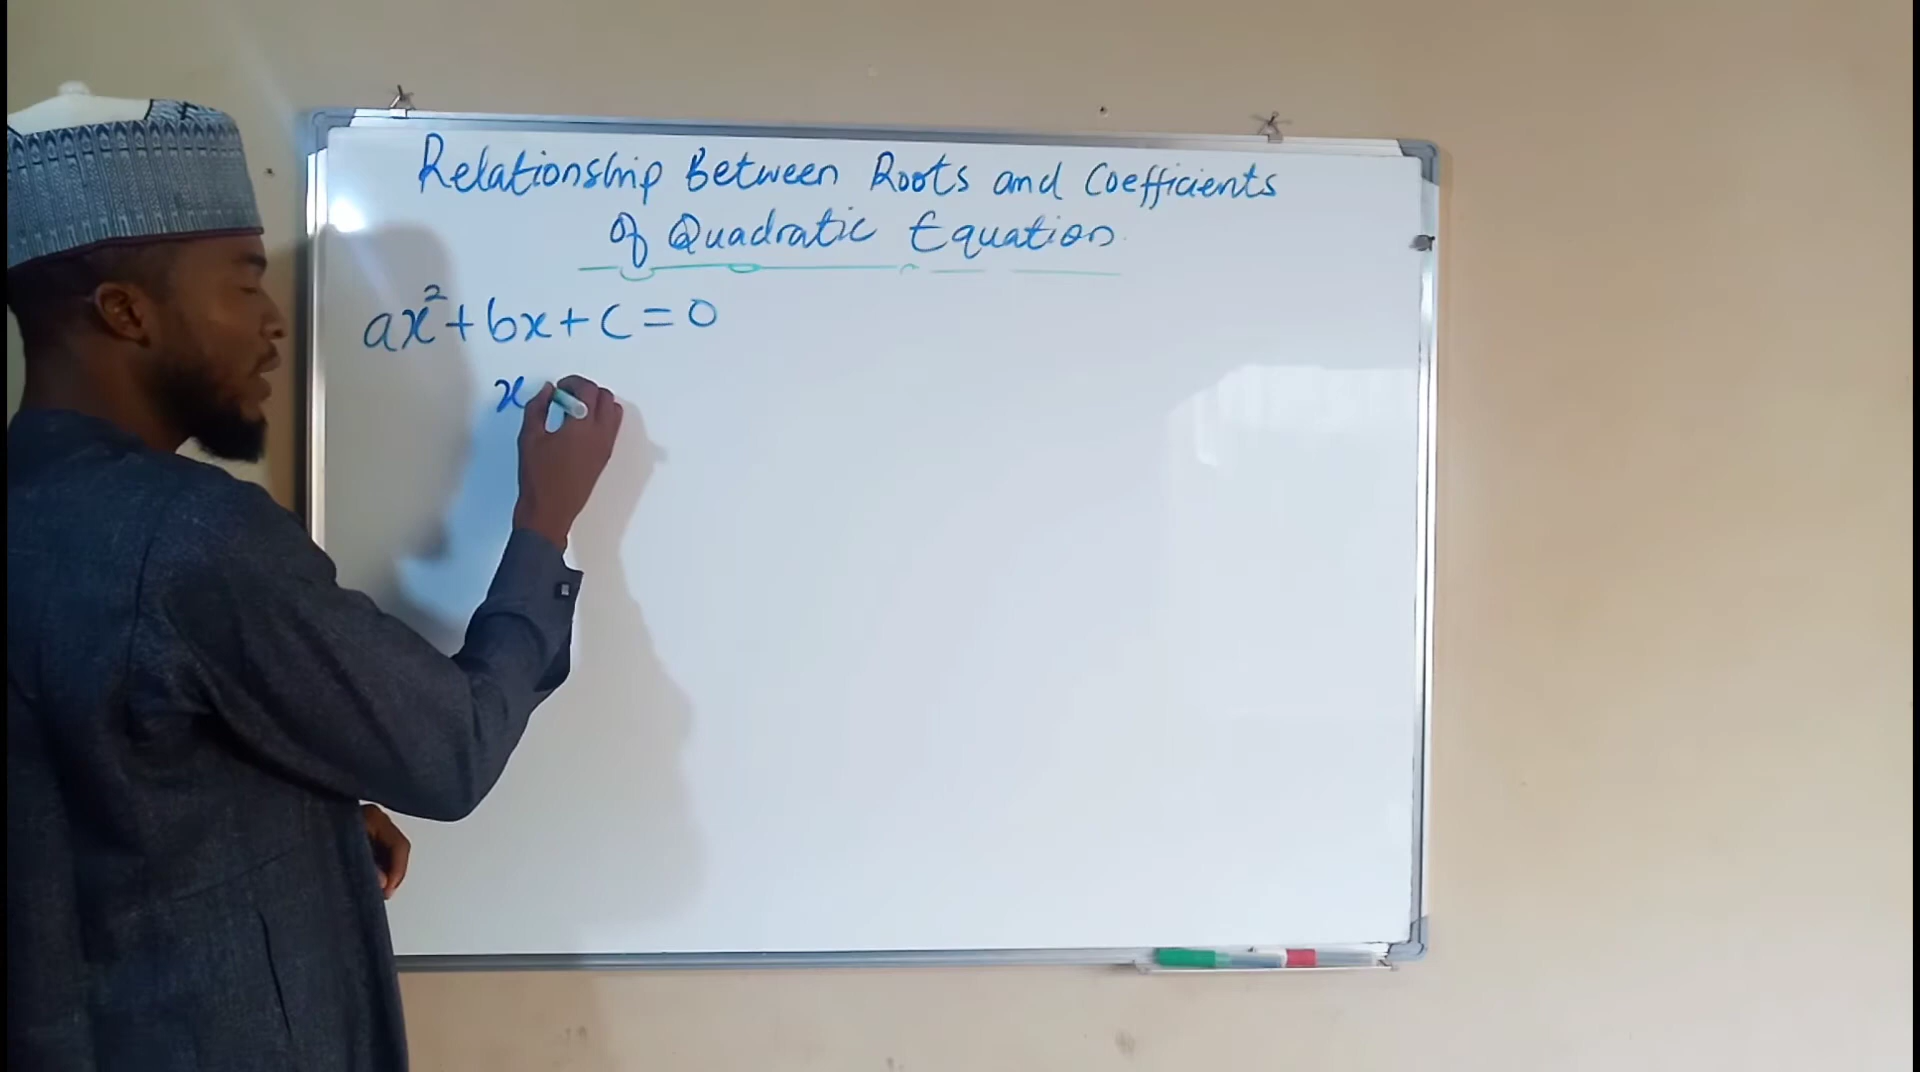 Relationship Between Roots and Coefficients
Of Quadratic Equation
ax²+bx+c=0
x